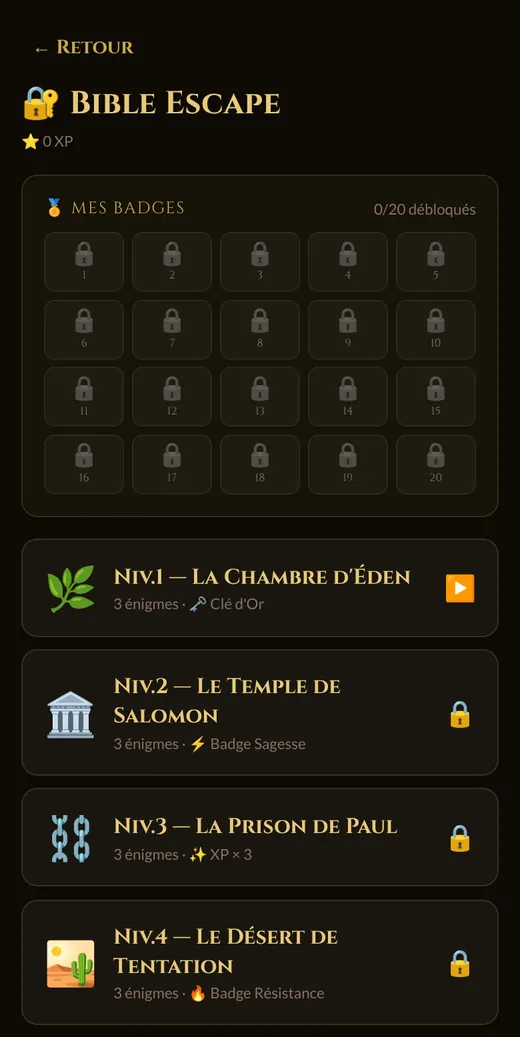 ← Retour
Bible Escape
0 XP
MES BADGES 0/20 débloqués
1 2 3 4 5
6 7 8 9 10
11 12 13 14 15
16 17 18 19 20
Niv.1 — La Chambre d'Éden
3 énigmes · Clé d'Or
Niv.2 — Le Temple de
Salomon
3 énigmes · Badge Sagesse
Niv.3 — La Prison de Paul
3 énigmes · XP × 3
Niv.4 — Le Désert de
Tentation
3 énigmes · Badge Résistance